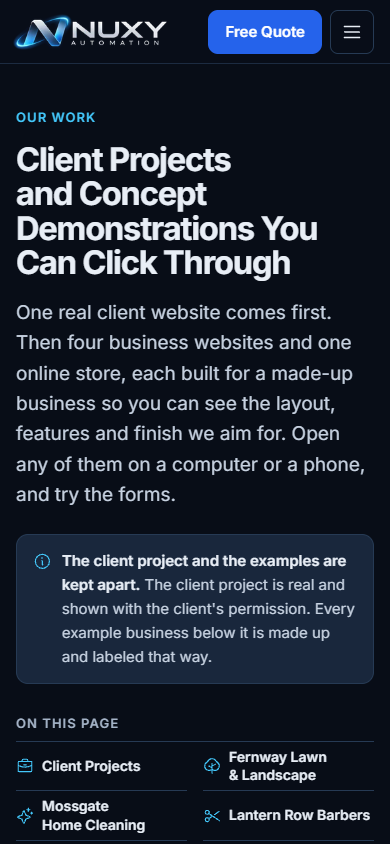 NUXY
AUTOMATION
Free Quote
OUR WORK
Client Projects
and Concept
Demonstrations You
Can Click Through
One real client website comes first.
Then four business websites and one
online store, each built for a made-up
business so you can see the layout,
features and finish we aim for. Open
any of them on a computer or a phone,
and try the forms.
The client project and the examples are
kept apart. The client project is real and
shown with the client's permission. Every
example business below it is made up
and labeled that way.
ON THIS PAGE
Client Projects
Fernway Lawn
& Landscape
Mossgate
Home Cleaning
Lantern Row Barbers